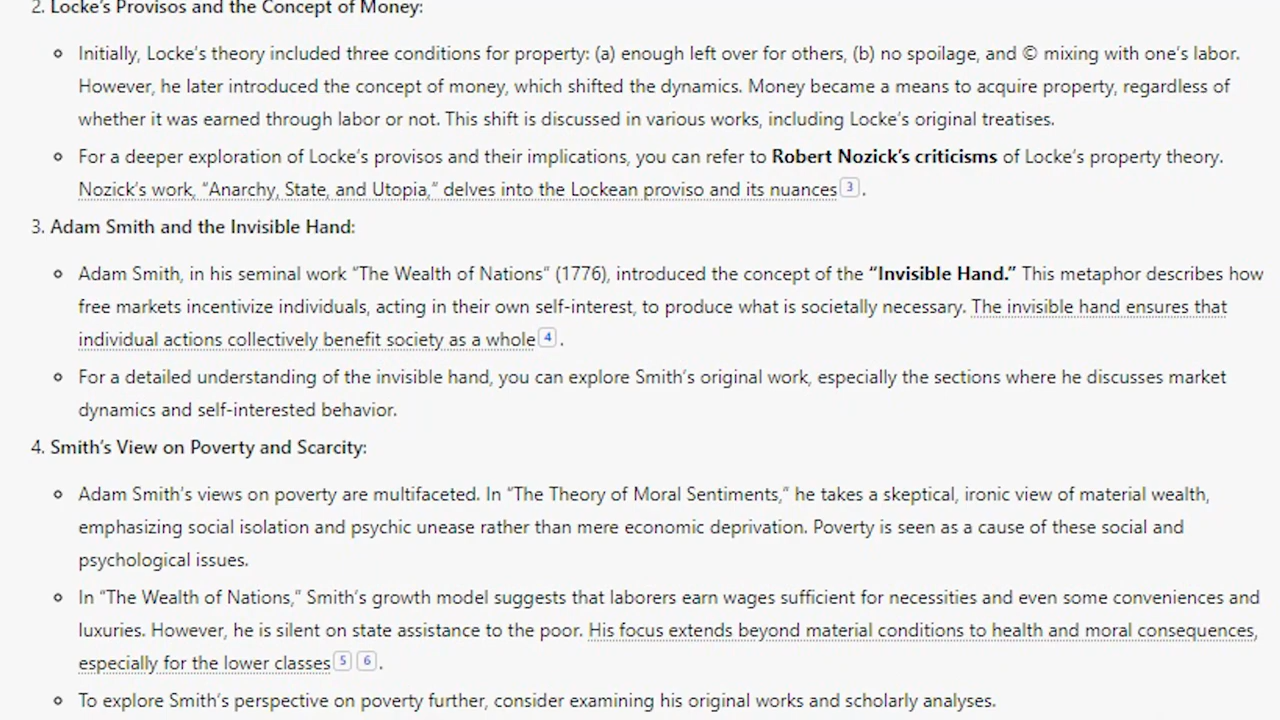 2. Locke's Provisos and the Concept of Money:
Initially, Locke's theory included three conditions for property: (a) enough left over for others, (b) no spoilage, and © mixing with one's labor.
However, he later introduced the concept of money, which shifted the dynamics. Money became a means to acquire property, regardless of
whether it was earned through labor or not. This shift is discussed in various works, including Locke's original treatises.
For a deeper exploration of Locke's provisos and their implications, you can refer to Robert Nozick's criticisms of Locke's property theory.
Nozick's work, "Anarchy, State, and Utopia," delves into the Lockean proviso and its nuances 3 .
3. Adam Smith and the Invisible Hand:
Adam Smith, in his seminal work "The Wealth of Nations" (1776), introduced the concept of the "Invisible Hand." This metaphor describes how
free markets incentivize individuals, acting in their own self-interest, to produce what is societally necessary. The invisible hand ensures that
individual actions collectively benefit society as a whole 4 .
For a detailed understanding of the invisible hand, you can explore Smith's original work, especially the sections where he discusses market
dynamics and self-interested behavior.
4. Smith's View on Poverty and Scarcity:
Adam Smith's views on poverty are multifaceted. In "The Theory of Moral Sentiments," he takes a skeptical, ironic view of material wealth,
emphasizing social isolation and psychic unease rather than mere economic deprivation. Poverty is seen as a cause of these social and
psychological issues.
In "The Wealth of Nations," Smith's growth model suggests that laborers earn wages sufficient for necessities and even some conveniences and
luxuries. However, he is silent on state assistance to the poor. His focus extends beyond material conditions to health and moral consequences,
especially for the lower classes 5 6 .
To explore Smith's perspective on poverty further, consider examining his original works and scholarly analyses.